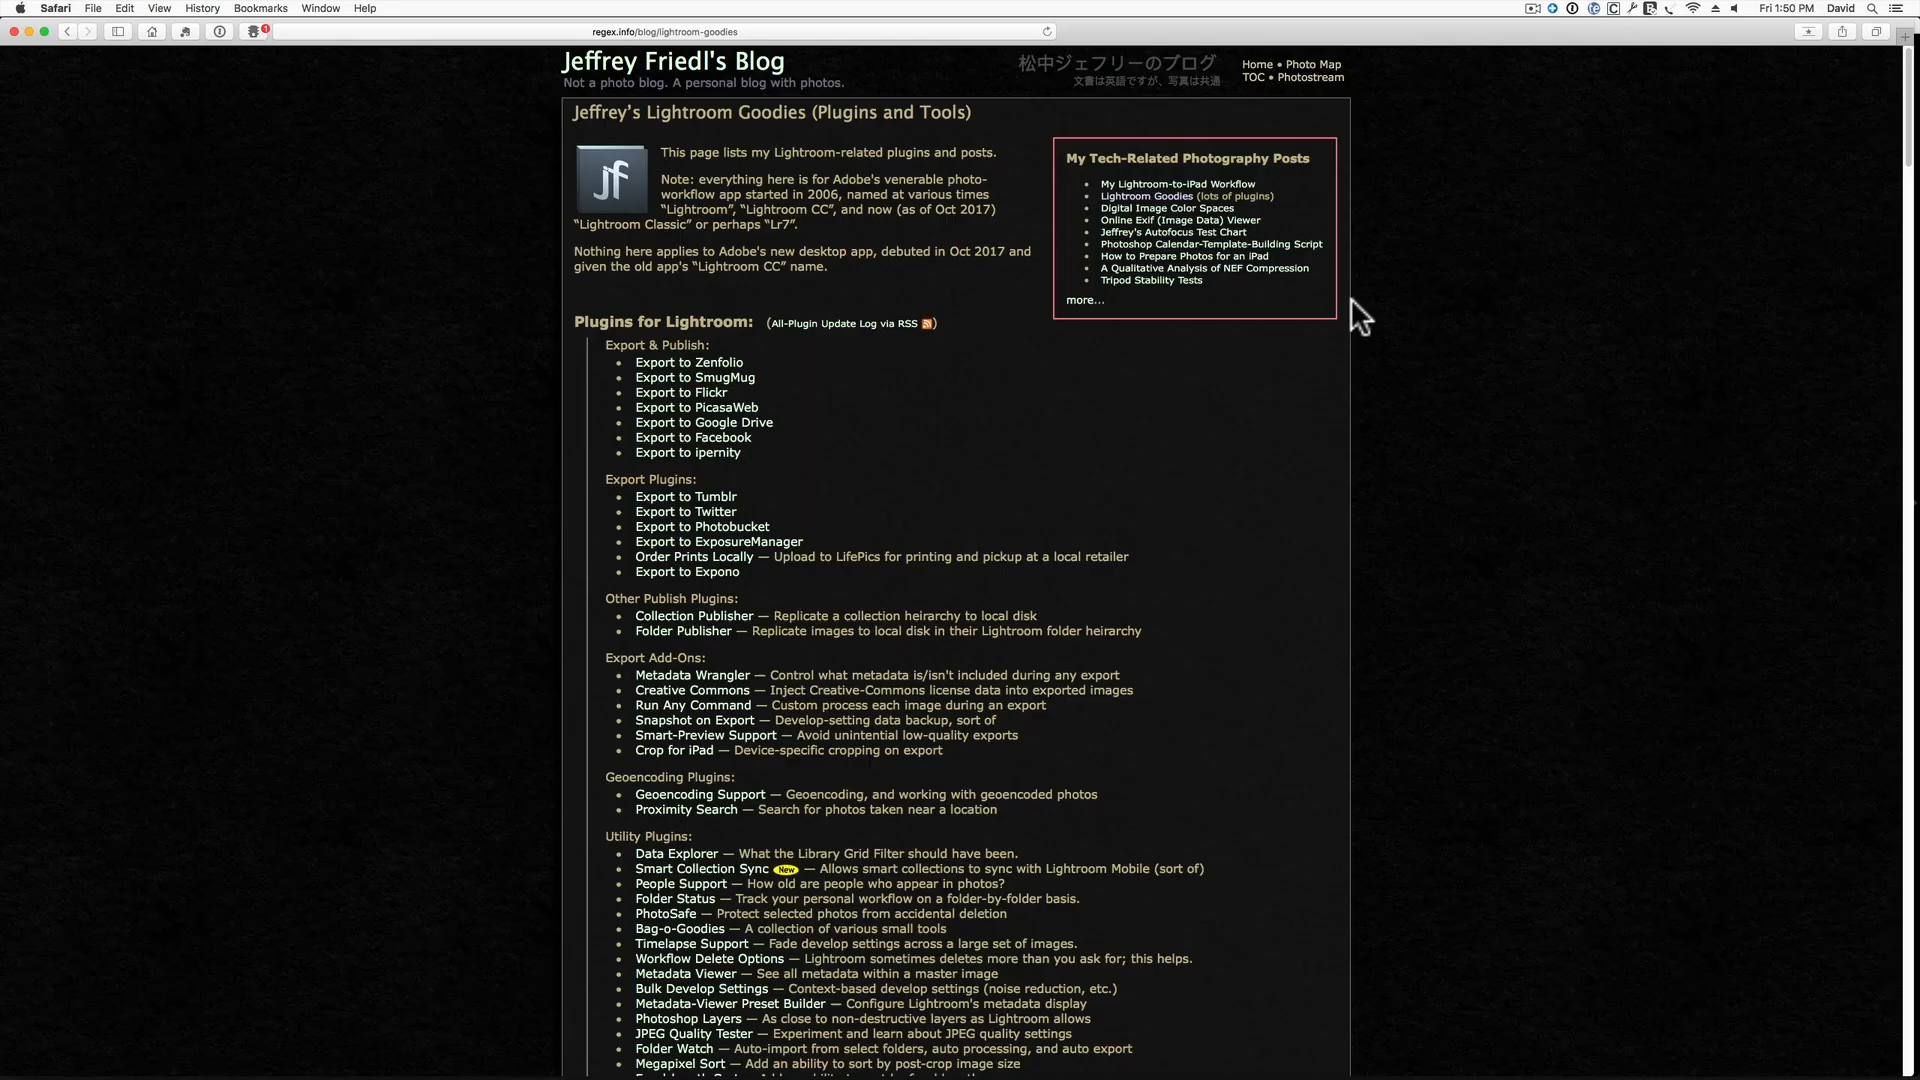 Safari File Edit View History Bookmarks Window Help
Fri 1:50 PM David
1
regex.info/blog/lightroom-goodies
Jeffrey Friedl's Blog
Not a photo blog. A personal blog with photos.
松中ジェフリーのブログ
文書は英語ですが、写真は共通
Home • Photo Map
TOC • Photostream
Jeffrey's Lightroom Goodies (Plugins and Tools)
jf
This page lists my Lightroom-related plugins and posts.
Note: everything here is for Adobe's venerable photo-
workflow app started in 2006, named at various times
“Lightroom”, “Lightroom CC”, and now (as of Oct 2017)
“Lightroom Classic” or perhaps “Lr7”.
Nothing here applies to Adobe's new desktop app, debuted in Oct 2017 and
given the old app's “Lightroom CC” name.
My Tech-Related Photography Posts
• My Lightroom-to-iPad Workflow
• Lightroom Goodies (lots of plugins)
• Digital Image Color Spaces
• Online Exif (Image Data) Viewer
• Jeffrey's Autofocus Test Chart
• Photoshop Calendar-Template-Building Script
• How to Prepare Photos for an iPad
• A Qualitative Analysis of NEF Compression
• Tripod Stability Tests
more...
Plugins for Lightroom: (All-Plugin Update Log via RSS)
Export & Publish:
• Export to Zenfolio
• Export to SmugMug
• Export to Flickr
• Export to PicasaWeb
• Export to Google Drive
• Export to Facebook
• Export to ipernity
Export Plugins:
• Export to Tumblr
• Export to Twitter
• Export to Photobucket
• Export to ExposureManager
• Order Prints Locally — Upload to LifePics for printing and pickup at a local retailer
• Export to Expono
Other Publish Plugins:
• Collection Publisher — Replicate a collection heirarchy to local disk
• Folder Publisher — Replicate images to local disk in their Lightroom folder heirarchy
Export Add-Ons:
• Metadata Wrangler — Control what metadata is/isn't included during any export
• Creative Commons — Inject Creative-Commons license data into exported images
• Run Any Command — Custom process each image during an export
• Snapshot on Export — Develop-setting data backup, sort of
• Smart-Preview Support — Avoid unintential low-quality exports
• Crop for iPad — Device-specific cropping on export
Geoencoding Plugins:
• Geoencoding Support — Geoencoding, and working with geoencoded photos
• Proximity Search — Search for photos taken near a location
Utility Plugins:
• Data Explorer — What the Library Grid Filter should have been.
• Smart Collection Sync New — Allows smart collections to sync with Lightroom Mobile (sort of)
• People Support — How old are people who appear in photos?
• Folder Status — Track your personal workflow on a folder-by-folder basis.
• PhotoSafe — Protect selected photos from accidental deletion
• Bag-o-Goodies — A collection of various small tools
• Timelapse Support — Fade develop settings across a large set of images.
• Workflow Delete Options — Lightroom sometimes deletes more than you ask for; this helps.
• Metadata Viewer — See all metadata within a master image
• Bulk Develop Settings — Context-based develop settings (noise reduction, etc.)
• Metadata-Viewer Preset Builder — Configure Lightroom's metadata display
• Photoshop Layers — As close to non-destructive layers as Lightroom allows
• JPEG Quality Tester — Experiment and learn about JPEG quality settings
• Folder Watch — Auto-import from select folders, auto processing, and auto export
• Megapixel Sort — Add an ability to sort by post-crop image size